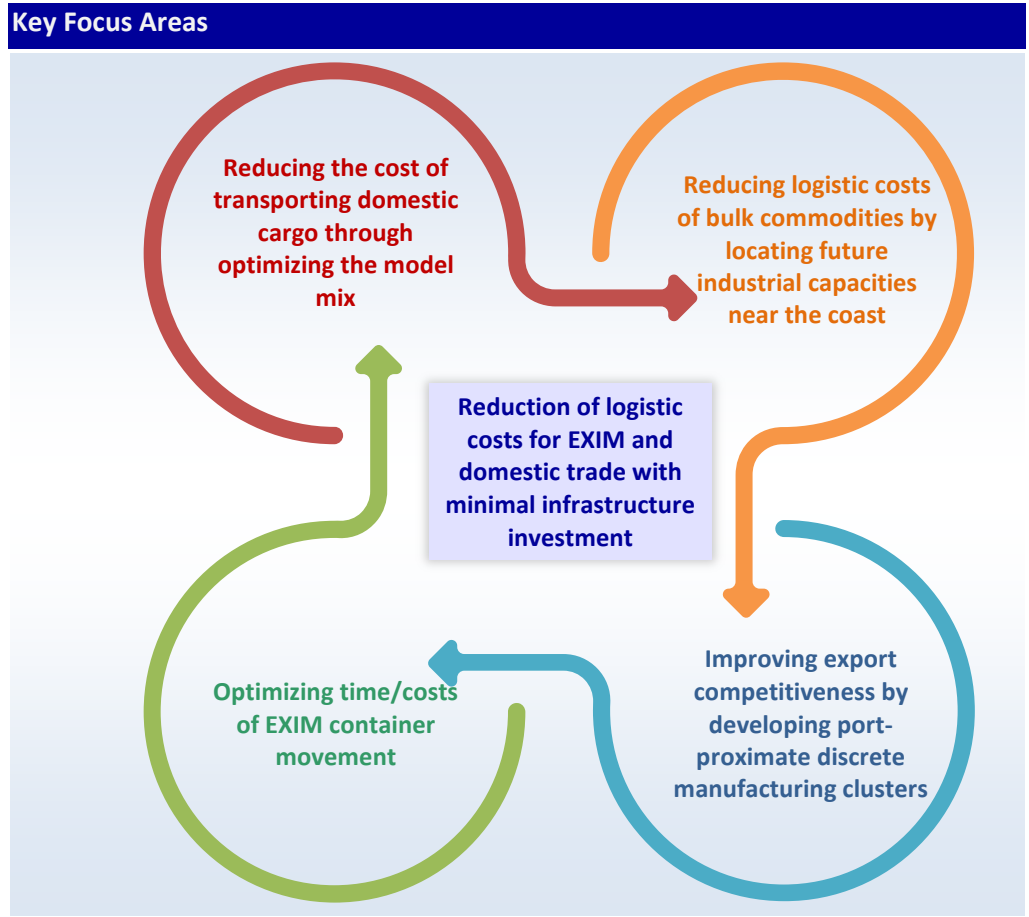 Key Focus Areas
Reducing the cost of
transporting domestic
cargo through
optimizing the model
mix
Reducing logistic costs
of bulk commodities by
locating future
industrial capacities
near the coast
Reduction of logistic
costs for EXIM and
domestic trade with
minimal infrastructure
investment
Optimizing time/costs
of EXIM container
movement
Improving export
competitiveness by
developing port-
proximate discrete
manufacturing clusters